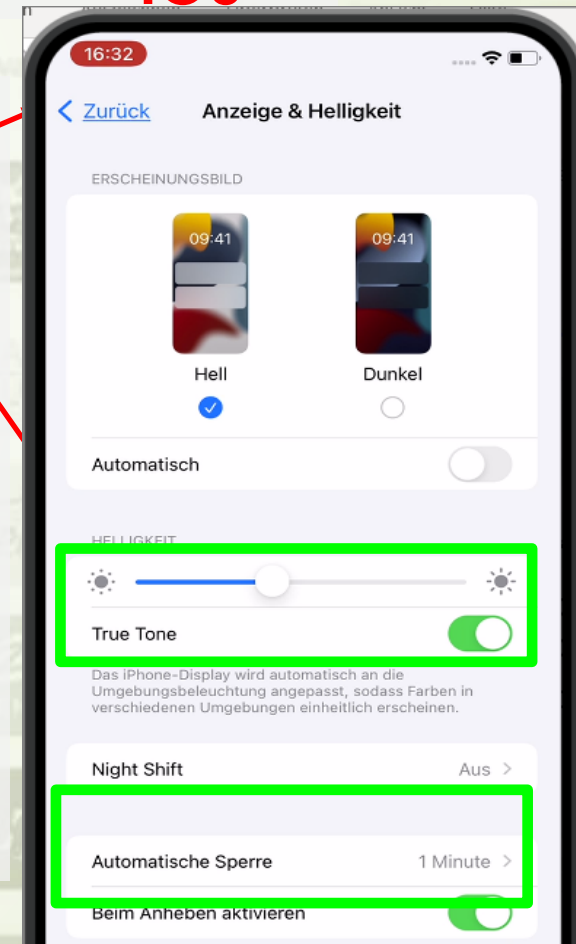 16:32
Zurück
Anzeige & Helligkeit
ERSCHEINUNGSBILD
09:41
09:41
Hell
Dunkel
Automatisch
HELLIGKEIT
True Tone
Das iPhone-Display wird automatisch an die
Umgebungsbeleuchtung angepasst, sodass Farben in
verschiedenen Umgebungen einheitlich erscheinen.
Night Shift
Aus
Automatische Sperre
1 Minute
Beim Anheben aktivieren